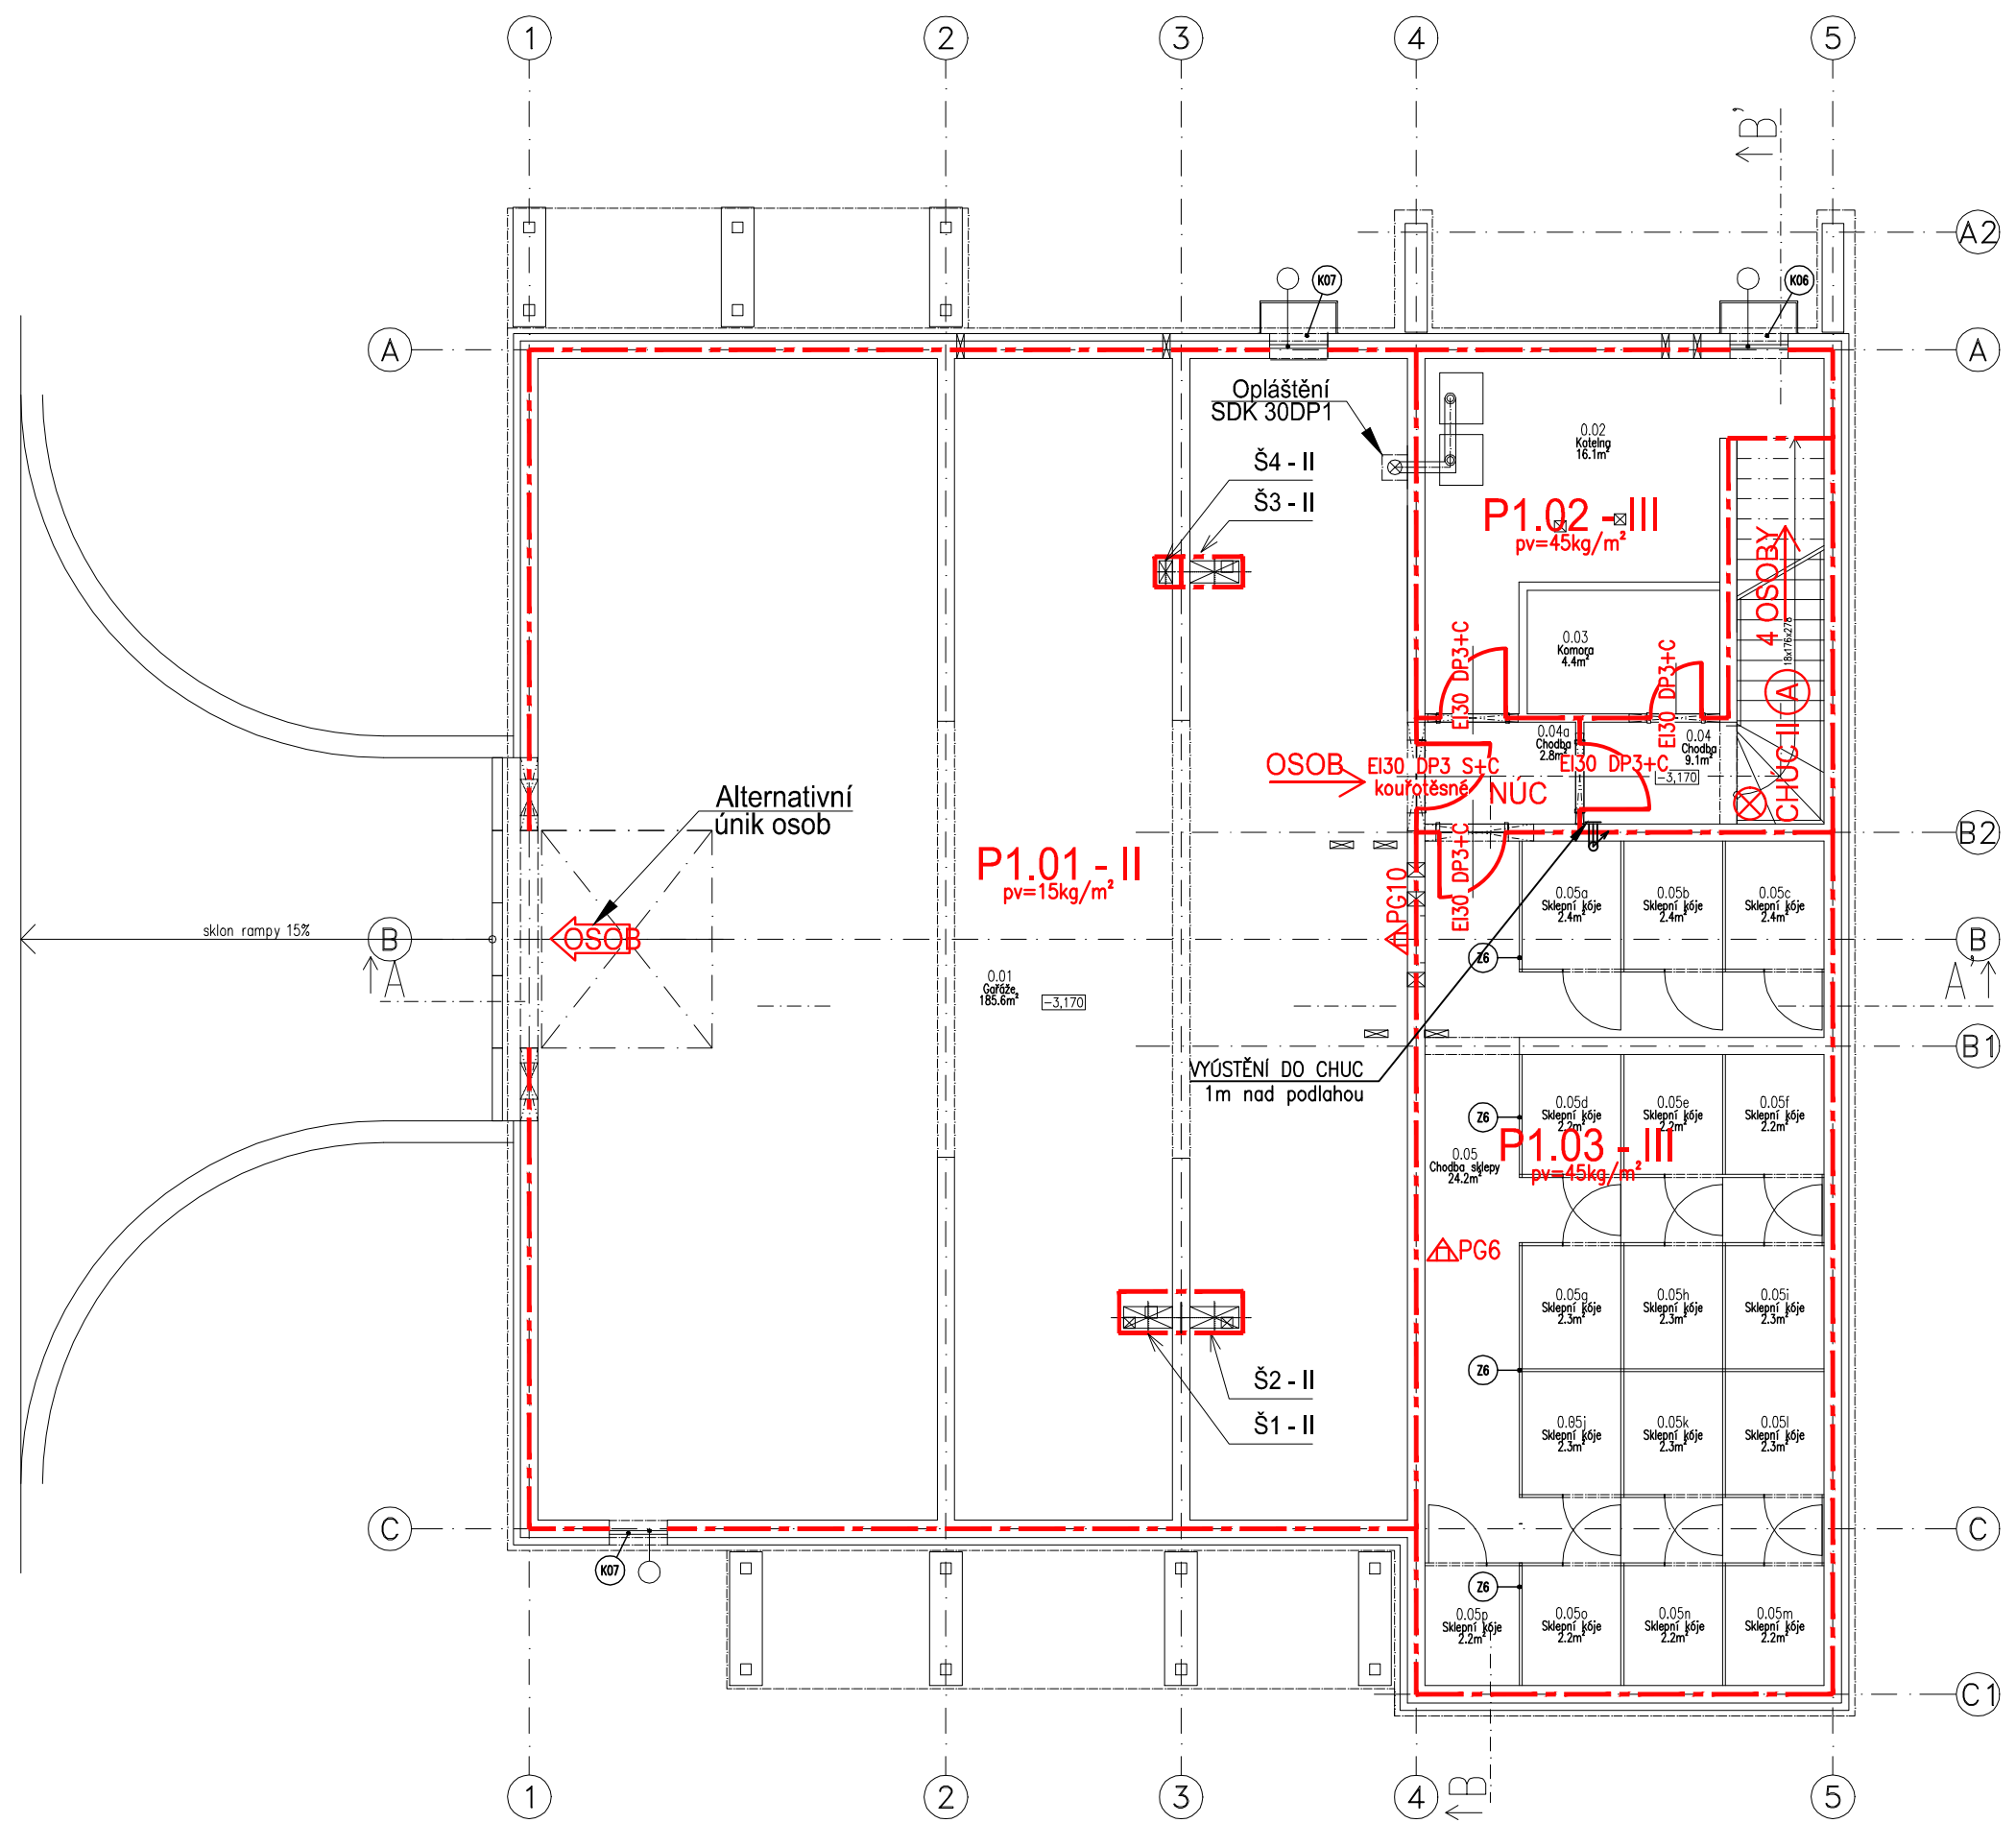 1
2
3
4
5
B'
A2
K07
K06
A
A
Opláštění
SDK 30DP1
0.02
Kotelna
16.1m²
Š4 - II
Š3 - II
P1.02 - III
pv=45kg/m²
4 OSOBY
18x176x278
0.03
Komora
4.4m²
EI30 DP3+C
EI30 DP3+C
CHÚC II A
0.04a
Chodba
2.8m²
0.04
Chodba
9.1m²
OSOB
EI30 DP3 S+C
kouřotěsné
EI30 DP3+C
-3,170
NÚC
Alternativní
únik osob
B2
P1.01 - II
pv=15kg/m²
EI30 DP3+C
PG10
0.05a
Sklepní kóje
2.4m²
0.05b
Sklepní kóje
2.4m²
0.05c
Sklepní kóje
2.4m²
sklon rampy 15%
B
OSOB
B
Z6
A
A'
0.01
Garáže
185.6m²
-3,170
B1
VYÚSTĚNÍ DO CHUC
1m nad podlahou
0.05d
Sklepní kóje
2.2m²
0.05e
Sklepní kóje
2.2m²
0.05f
Sklepní kóje
2.2m²
Z6
P1.03 - III
pv=45kg/m²
0.05
Chodba sklepy
24.2m²
PG6
0.05g
Sklepní kóje
2.3m²
0.05h
Sklepní kóje
2.3m²
0.05i
Sklepní kóje
2.3m²
Z6
Š2 - II
Š1 - II
0.05j
Sklepní kóje
2.3m²
0.05k
Sklepní kóje
2.3m²
0.05l
Sklepní kóje
2.3m²
C
C
K07
Z6
0.05p
Sklepní kóje
2.2m²
0.05o
Sklepní kóje
2.2m²
0.05n
Sklepní kóje
2.2m²
0.05m
Sklepní kóje
2.2m²
C1
B
1
2
3
4
5